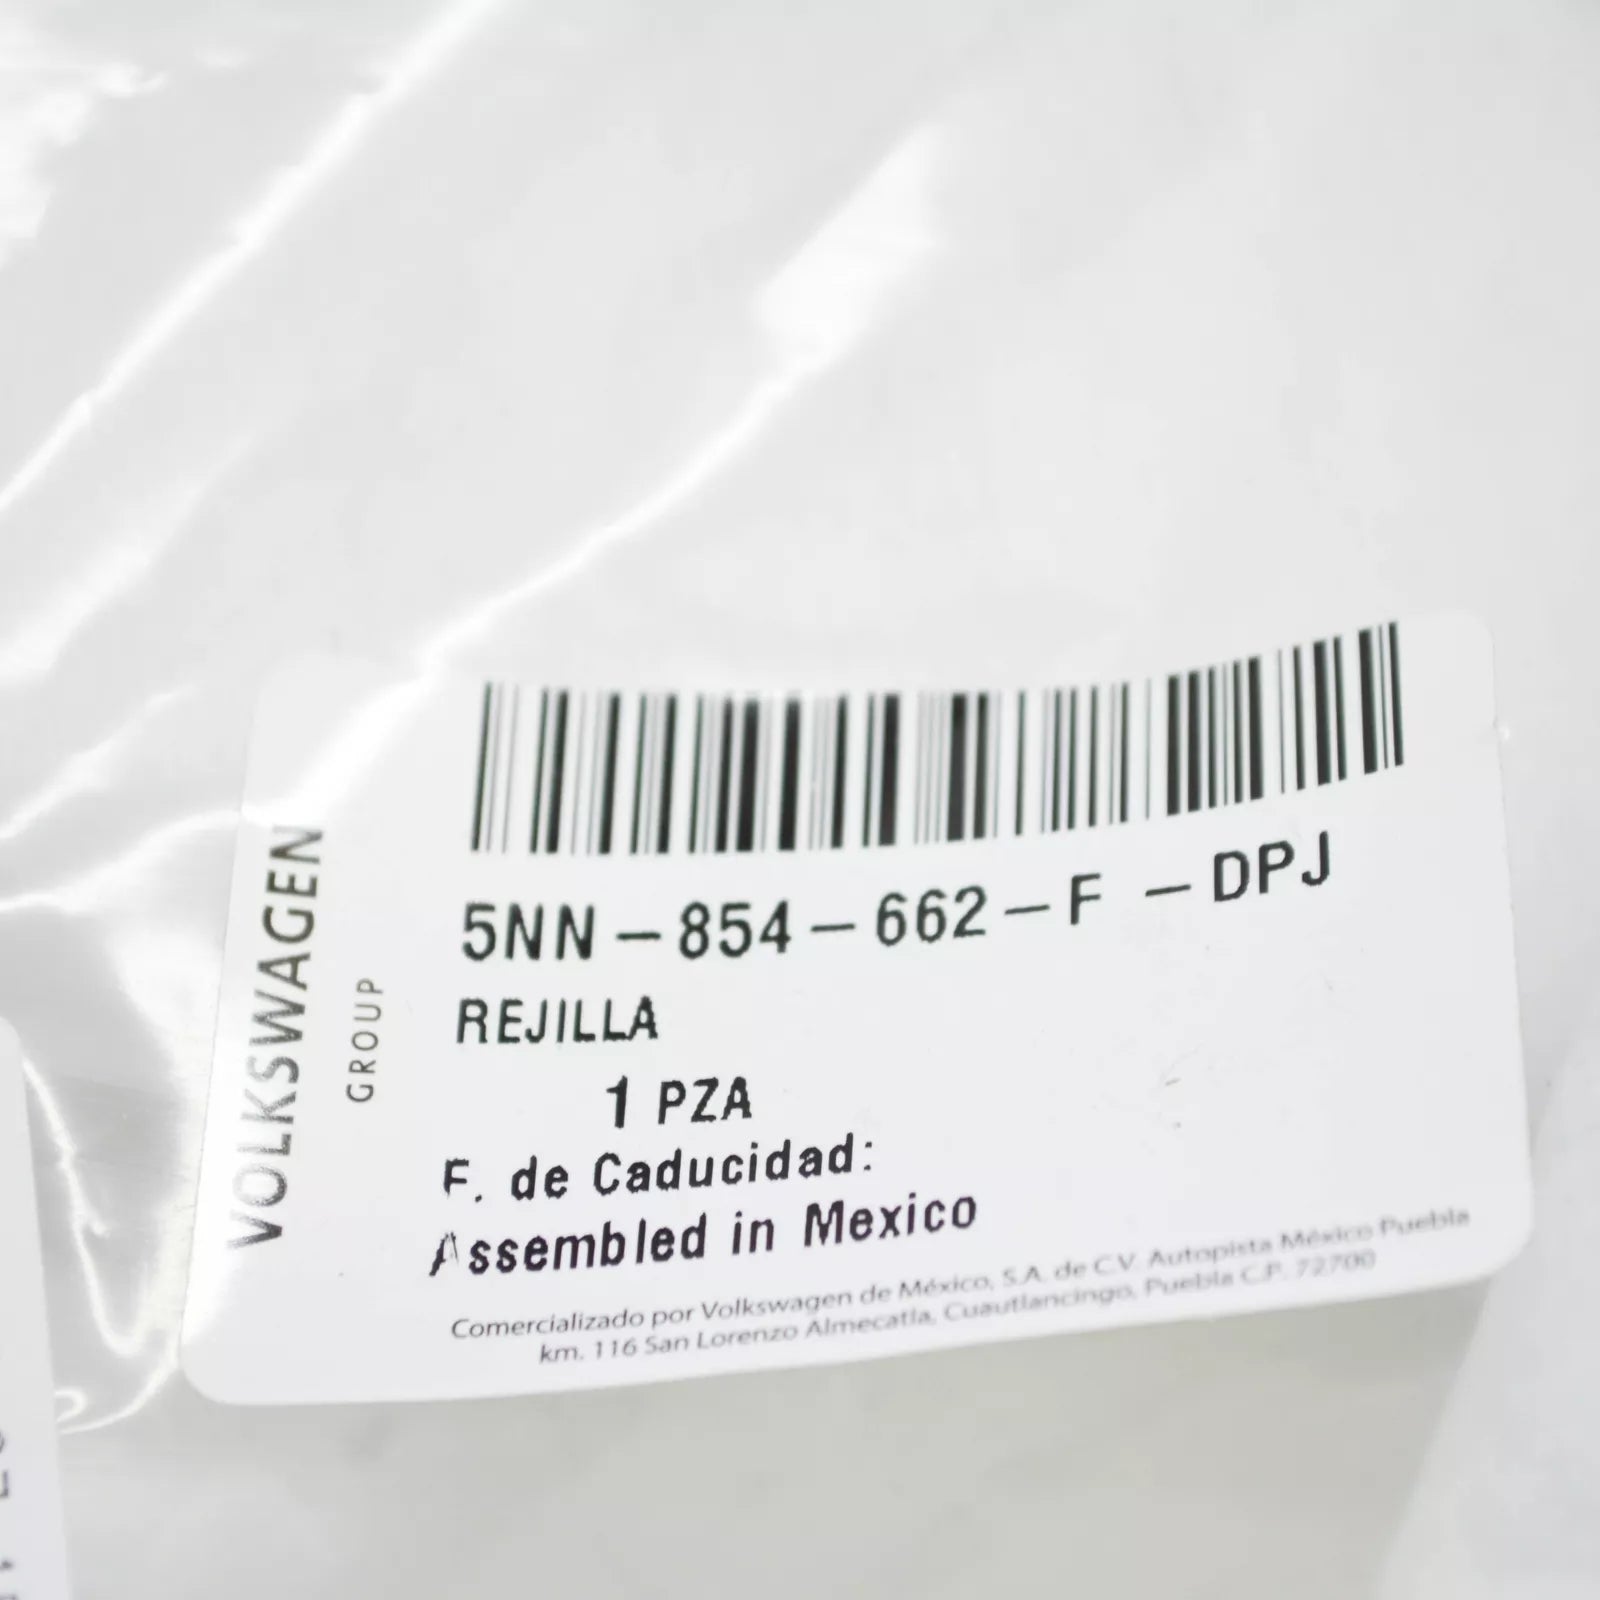 VOLKSWAGEN
GROUP
5NN-854-662-F -DPJ
REJILLA
1 PZA
F. de Caducidad:
Assembled in Mexico
Comercializado por Volkswagen de México, S.A. de C.V. Autopista México Puebla
km. 116 San Lorenzo Almecatla, Cuautlancingo, Puebla C.P. 72700